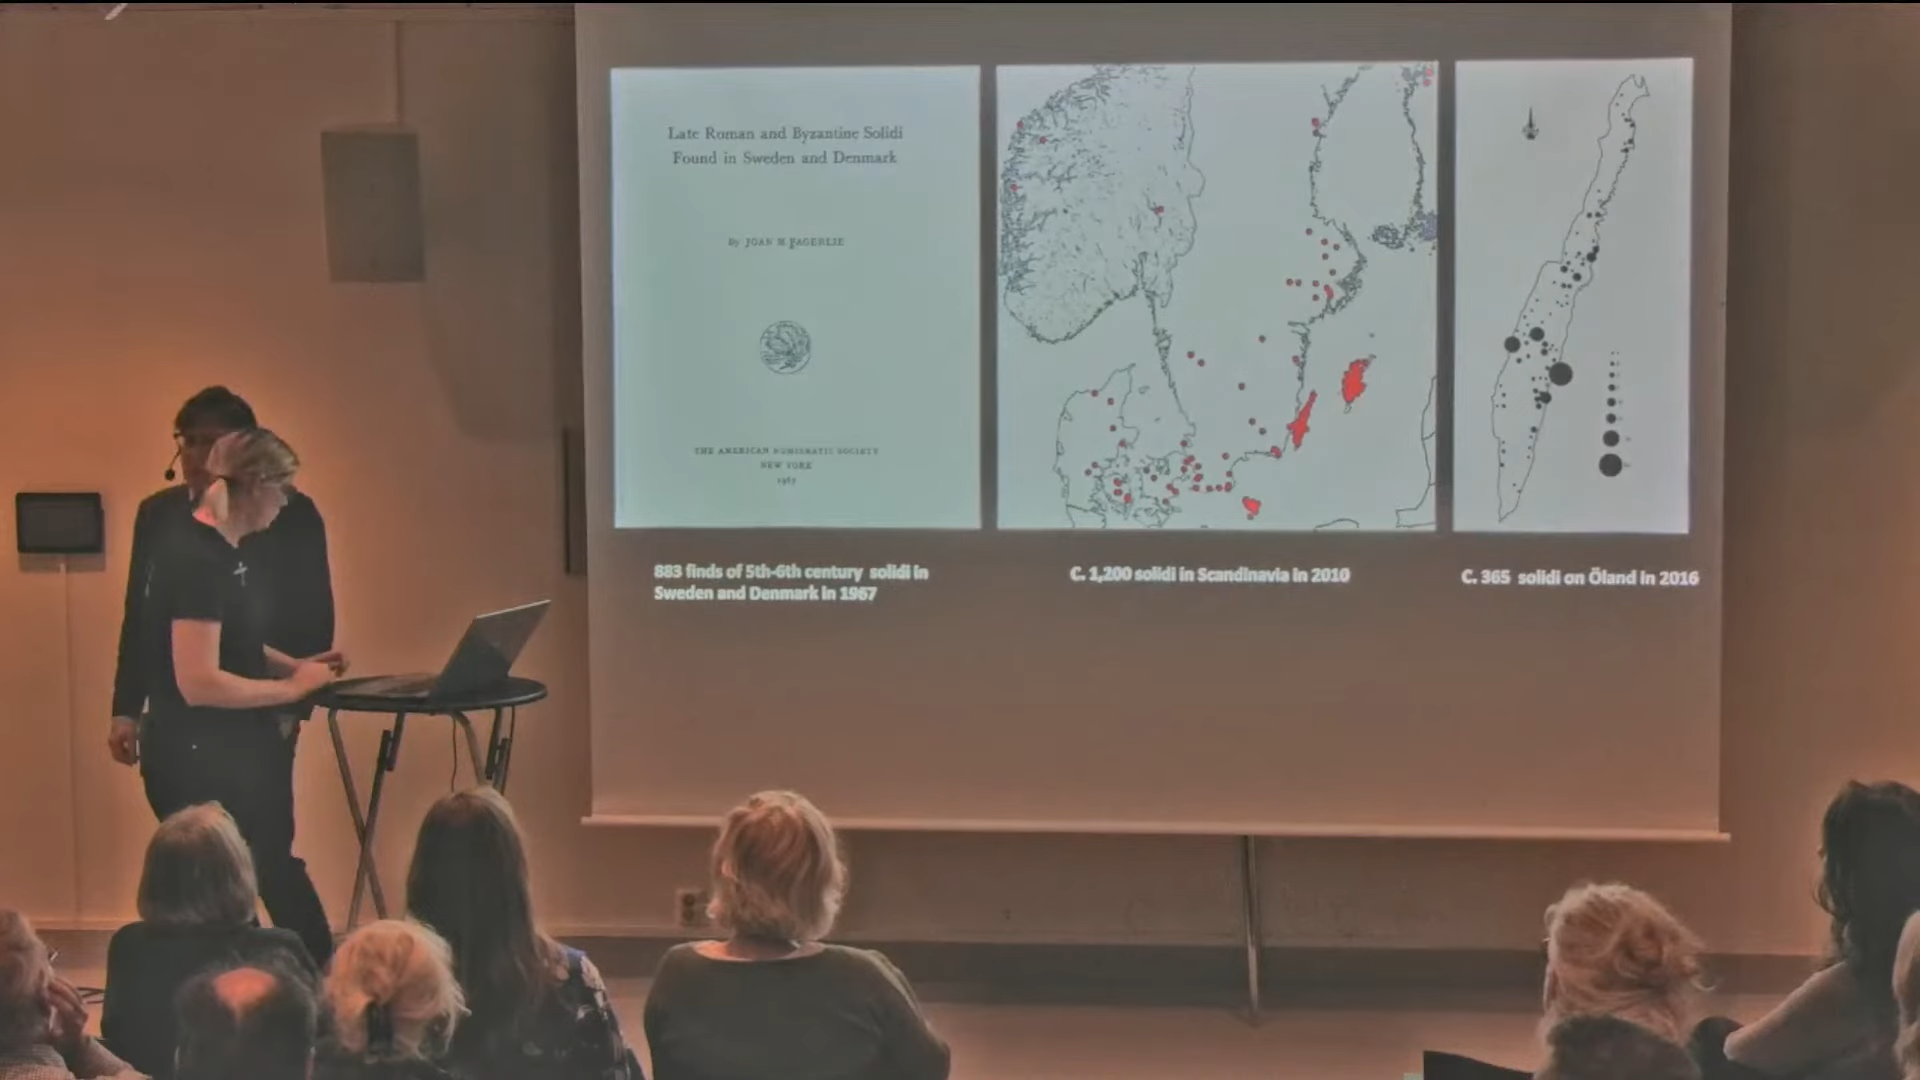 Late Roman and Byzantine Solidi
Found in Sweden and Denmark
By JOAN M. FAGERLIE
THE AMERICAN NUMISMATIC SOCIETY
NEW YORK
1967
883 finds of 5th-6th century solidi in
Sweden and Denmark in 1967
C. 1,200 solidi in Scandinavia in 2010
C. 365 solidi on Öland in 2016